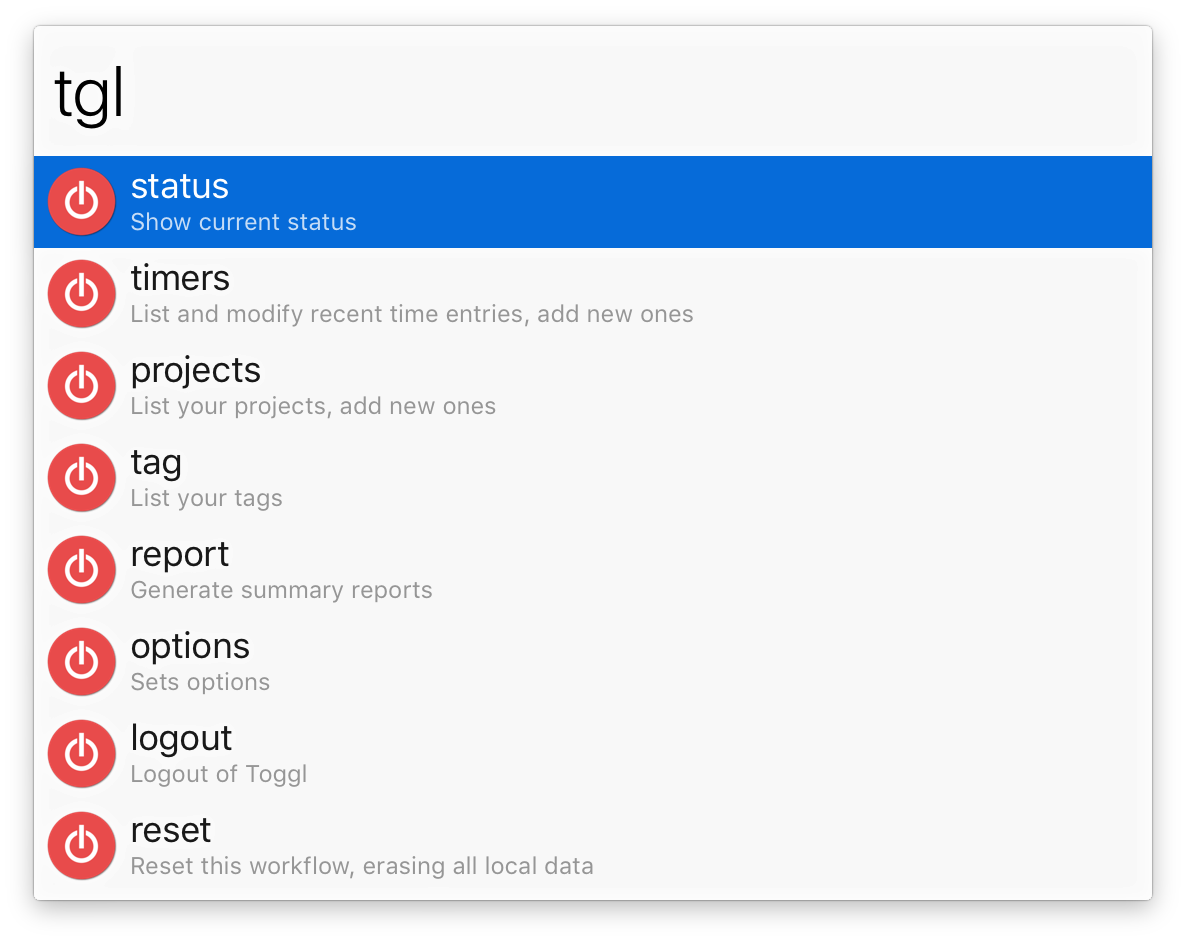 tgl
status
Show current status
timers
List and modify recent time entries, add new ones
projects
List your projects, add new ones
tag
List your tags
report
Generate summary reports
options
Sets options
logout
Logout of Toggl
reset
Reset this workflow, erasing all local data